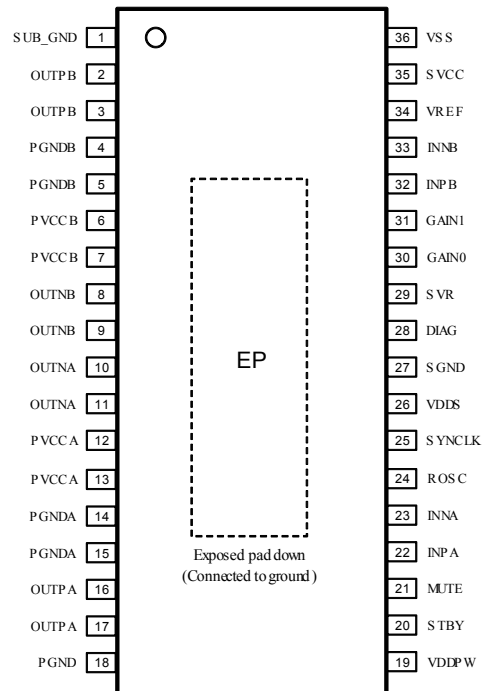 SUB_GND 1 36 VSS
OUTPB 2 35 SVCC
OUTPB 3 34 VREF
PGNDB 4 33 INNB
PGNDB 5 32 INPB
PVCCB 6 31 GAIN1
PVCCB 7 30 GAIN0
OUTNB 8 29 SVR
OUTNB 9 28 DIAG
OUTNA 10 EP 27 SGND
OUTNA 11 26 VDDS
PVCCA 12 25 SYNCLK
PVCCA 13 24 ROSC
PGNDA 14 23 INNA
PGNDA 15 22 INPA
Exposed pad down
(Connected to ground)
OUTPA 16 21 MUTE
OUTPA 17 20 STBY
PGND 18 19 VDDPW